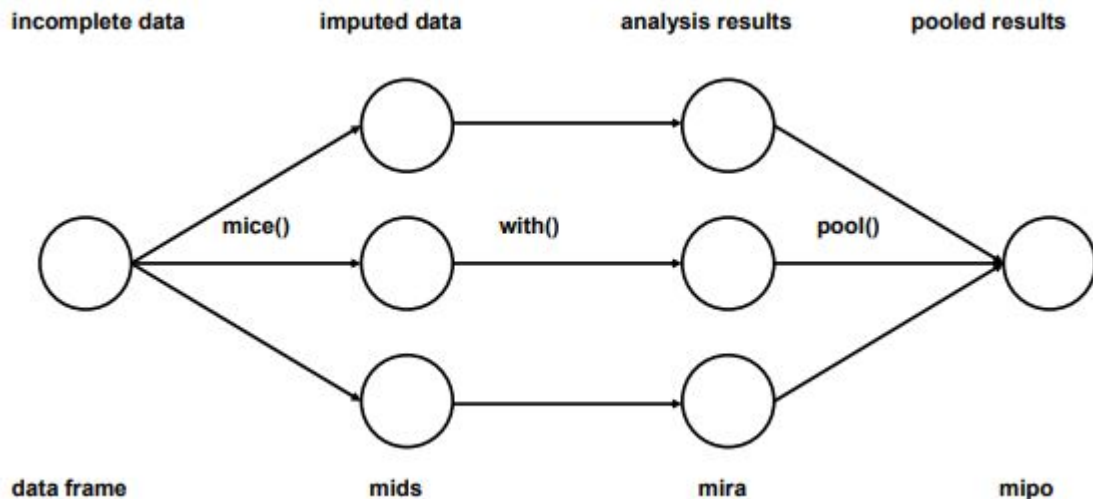 incomplete data imputed data analysis results pooled results
mice() with() pool()
data frame mids mira mipo